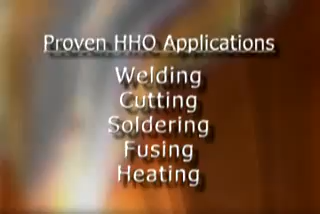 Proven HHO Applications
Welding
Cutting
Soldering
Fusing
Heating